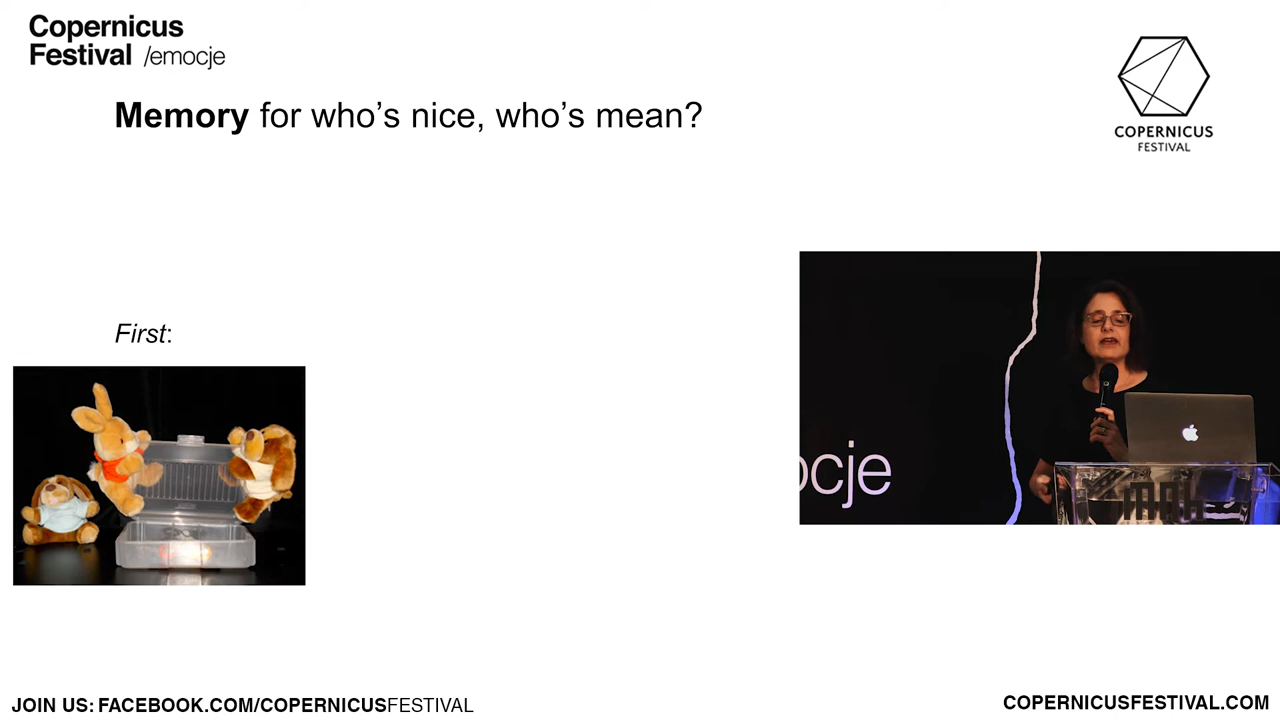 Copernicus
Festival /emocje
COPERNICUS
FESTIVAL
Memory for who's nice, who's mean?
First:
ocje
JOIN US: FACEBOOK.COM/COPERNICUSFESTIVAL
COPERNICUSFESTIVAL.COM